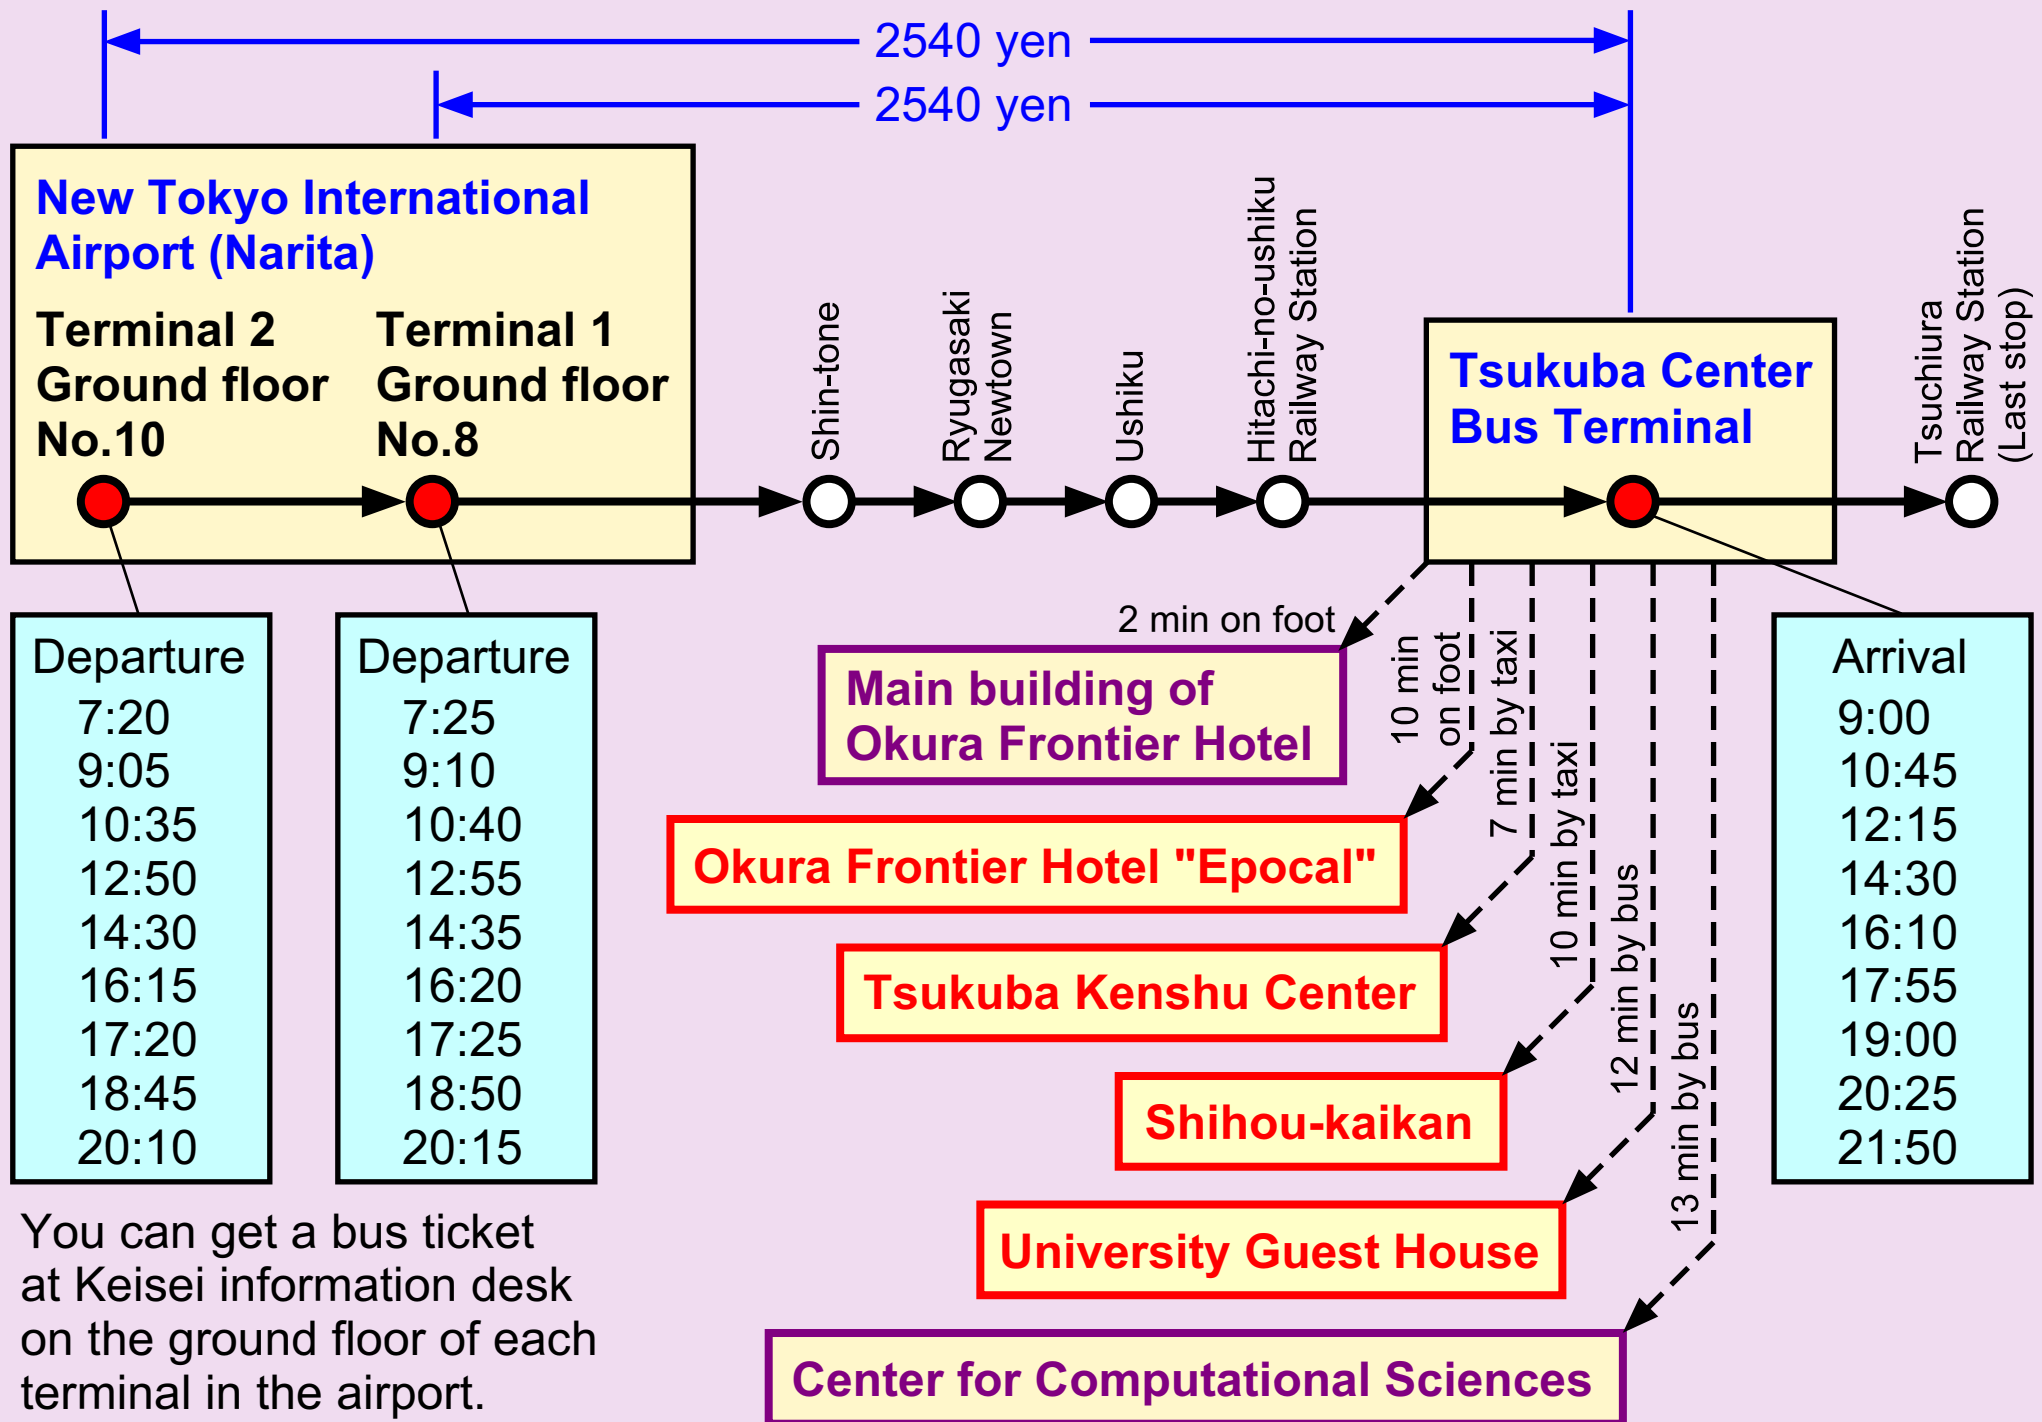 2540 yen
2540 yen
New Tokyo International
Airport (Narita)
Terminal 2
Ground floor
No.10
Terminal 1
Ground floor
No.8
Shin-tone
Ryugasaki
Newtown
Ushiku
Hitachi-no-ushiku
Railway Station
Tsukuba Center
Bus Terminal
Tsuchiura
Railway Station
(Last stop)
Departure
7:20
9:05
10:35
12:50
14:30
16:15
17:20
18:45
20:10
Departure
7:25
9:10
10:40
12:55
14:35
16:20
17:25
18:50
20:15
2 min on foot
Main building of
Okura Frontier Hotel
10 min
on foot
Okura Frontier Hotel "Epocal"
7 min by taxi
Tsukuba Kenshu Center
10 min by taxi
Shihou-kaikan
12 min by bus
University Guest House
13 min by bus
Center for Computational Sciences
Arrival
9:00
10:45
12:15
14:30
16:10
17:55
19:00
20:25
21:50
You can get a bus ticket
at Keisei information desk
on the ground floor of each
terminal in the airport.